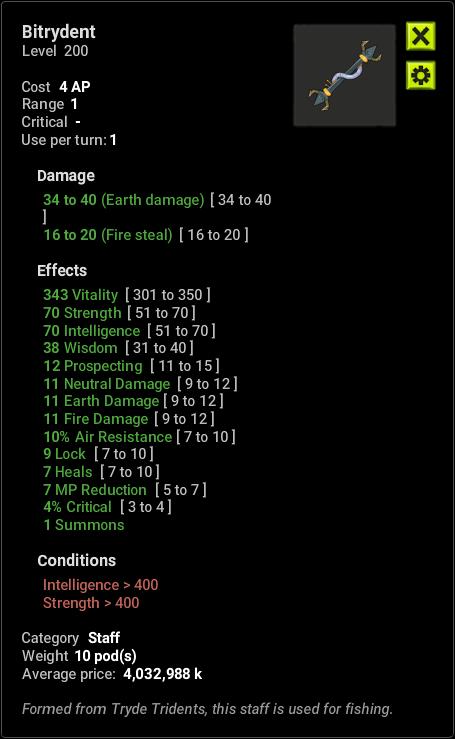 Bitrydent
Level 200
Cost 4 AP
Range 1
Critical -
Use per turn: 1
Damage
34 to 40 (Earth damage) [ 34 to 40
]
16 to 20 (Fire steal) [ 16 to 20 ]
Effects
343 Vitality [ 301 to 350 ]
70 Strength [ 51 to 70 ]
70 Intelligence [ 51 to 70 ]
38 Wisdom [ 31 to 40 ]
12 Prospecting [ 11 to 15 ]
11 Neutral Damage [ 9 to 12 ]
11 Earth Damage [ 9 to 12 ]
11 Fire Damage [ 9 to 12 ]
10% Air Resistance [ 7 to 10 ]
9 Lock [ 7 to 10 ]
7 Heals [ 7 to 10 ]
7 MP Reduction [ 5 to 7 ]
4% Critical [ 3 to 4 ]
1 Summons
Conditions
Intelligence > 400
Strength > 400
Category Staff
Weight 10 pod(s)
Average price: 4,032,988 k
Formed from Tryde Tridents, this staff is used for fishing.